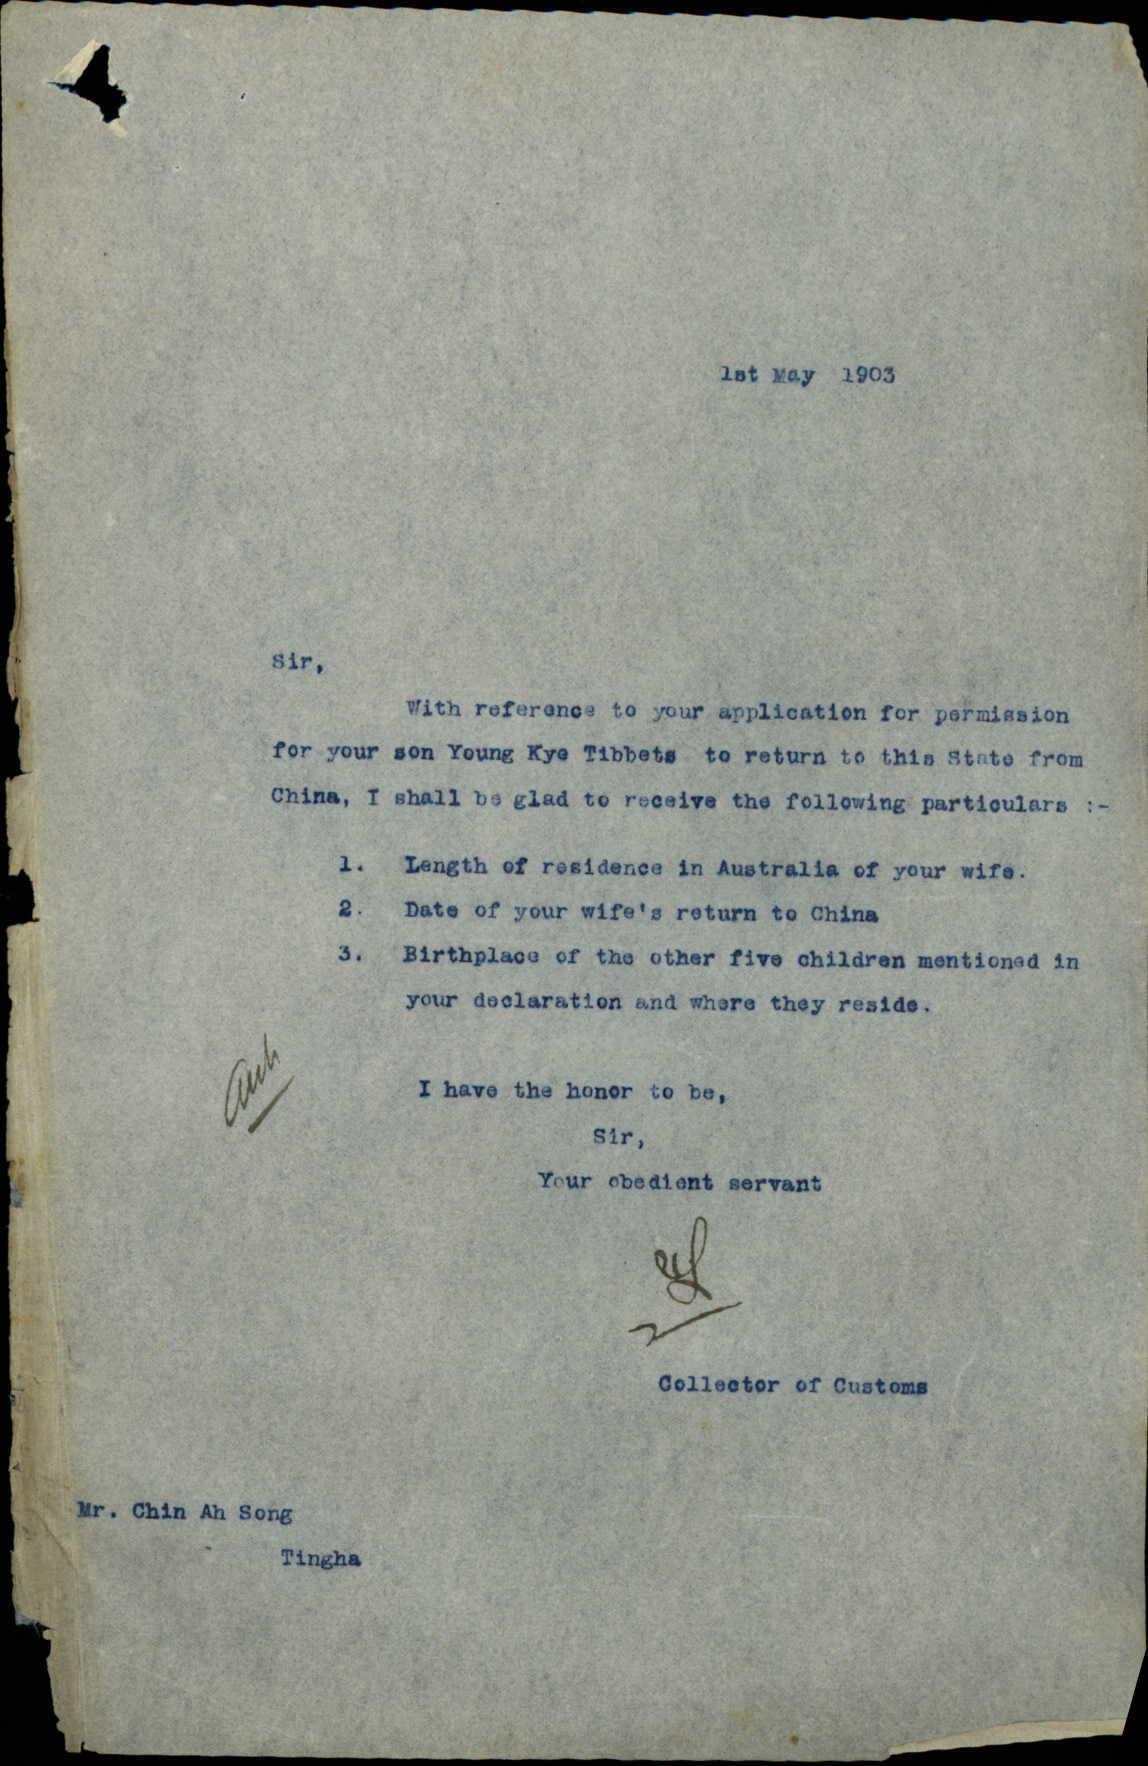 1st May 1903
Sir,
With reference to your application for permission
for your son Young Kye Tibbets to return to this State from
China, I shall be glad to receive the following particulars :-
1. Length of residence in Australia of your wife.
2. Date of your wife's return to China
3. Birthplace of the other five children mentioned in
your declaration and where they reside.
I have the honor to be,
Sir,
Your obedient servant
Collector of Customs
Mr. Chin Ah Song
Tingha